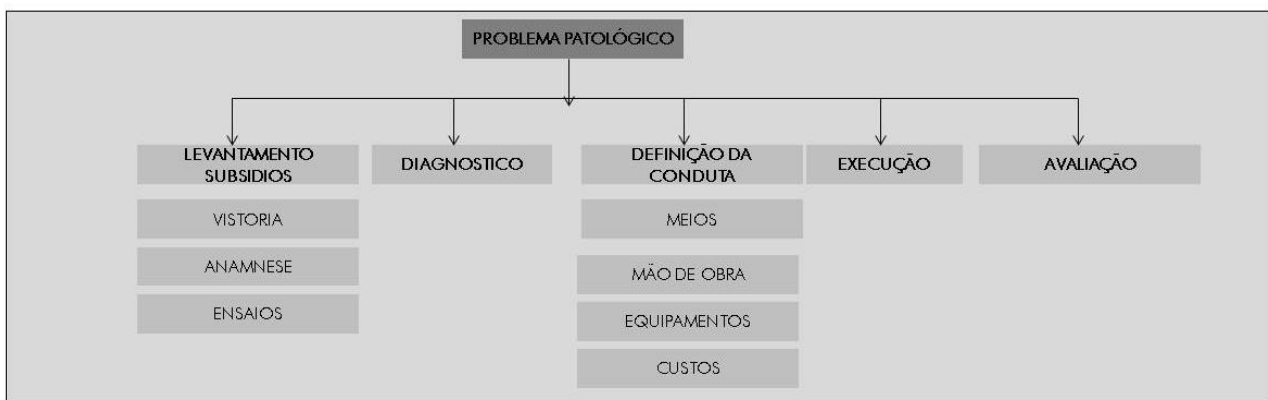 PROBLEMA PATOLÓGICO
LEVANTAMENTO
SUBSIDIOS
VISTORIA
ANAMNESE
ENSAIOS
DIAGNOSTICO
DEFINIÇÃO DA
CONDUTA
MEIOS
MÃO DE OBRA
EQUIPAMENTOS
CUSTOS
EXECUÇÃO
AVALIAÇÃO